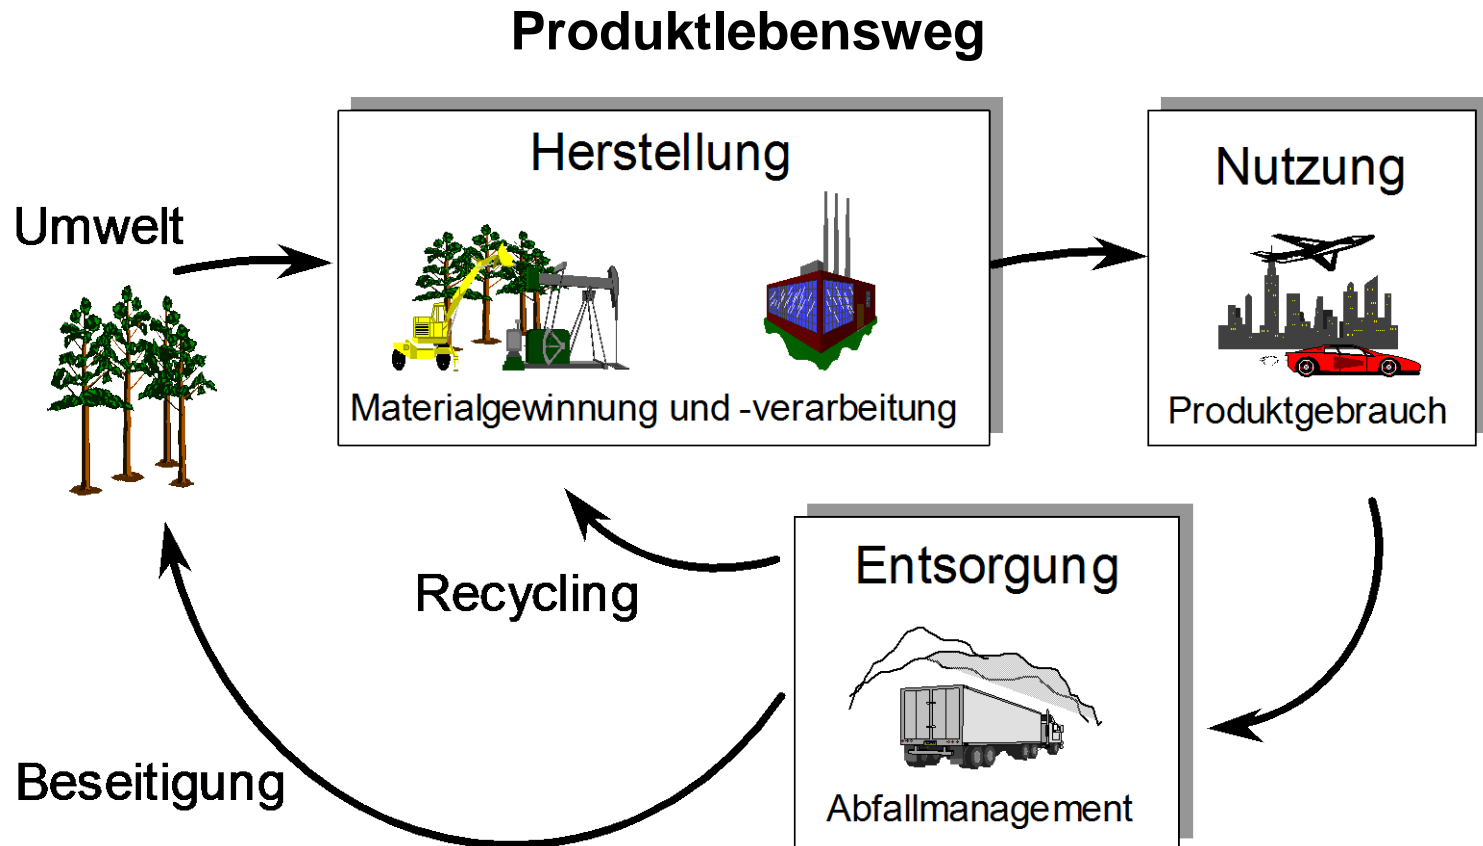 Produktlebensweg
Umwelt
Herstellung
Materialgewinnung und -verarbeitung
Nutzung
Produktgebrauch
Recycling
Entsorgung
Abfallmanagement
Beseitigung